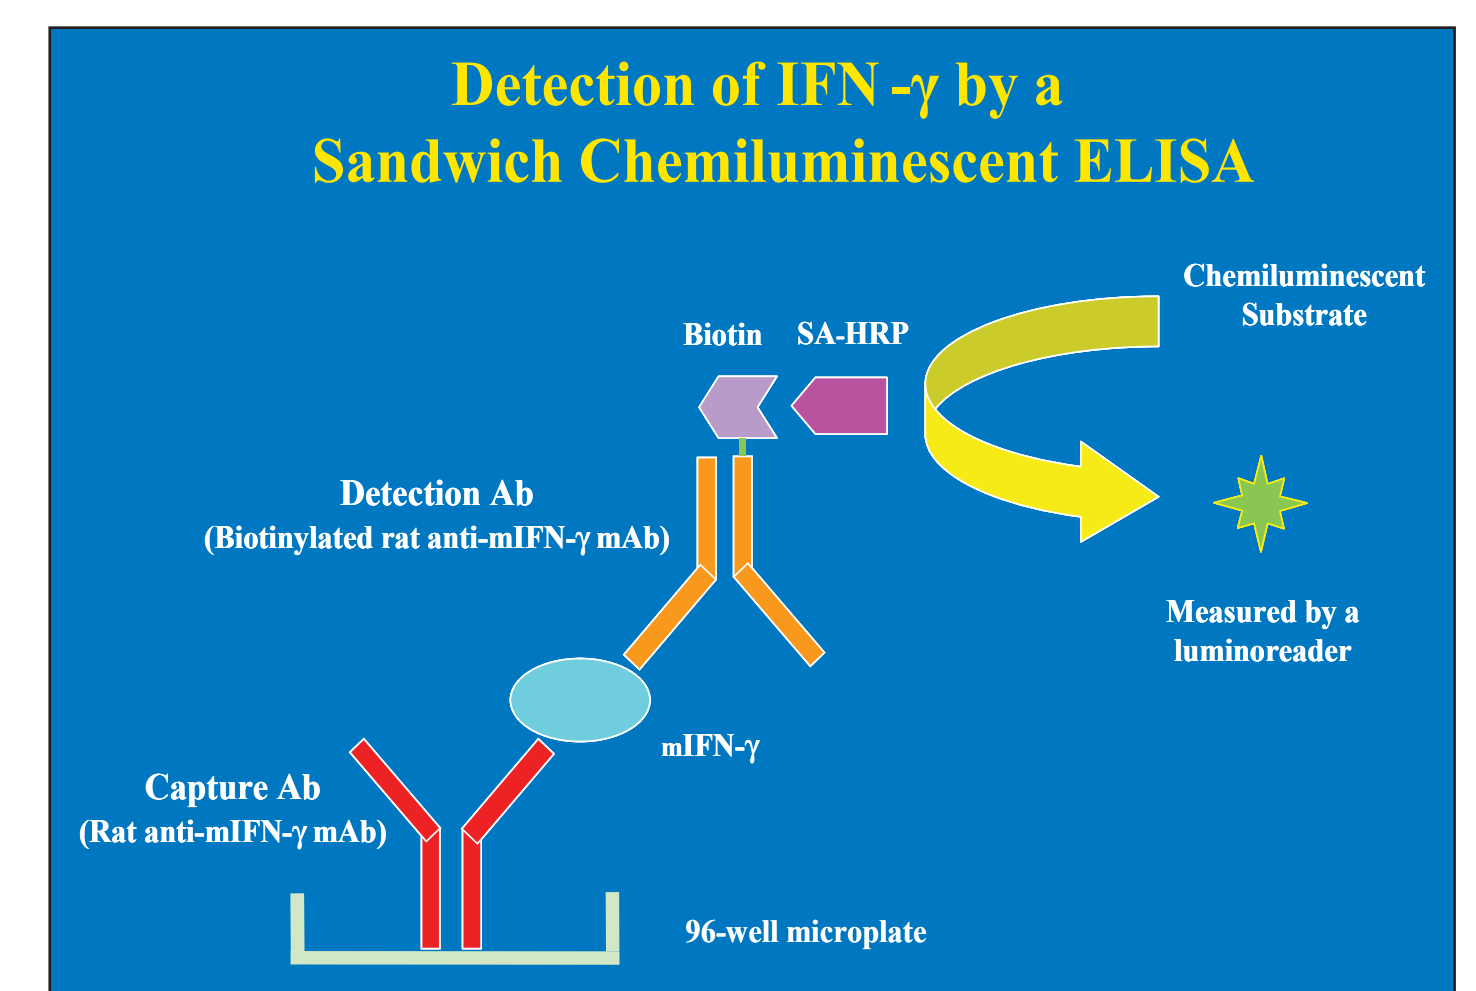 Detection of IFN -γ by a
Sandwich Chemiluminescent ELISA
Chemiluminescent
Substrate
Biotin
SA-HRP
Detection Ab
(Biotinylated rat anti-mIFN-γ mAb)
Measured by a
luminoreader
mIFN-γ
Capture Ab
(Rat anti-mIFN-γ mAb)
96-well microplate